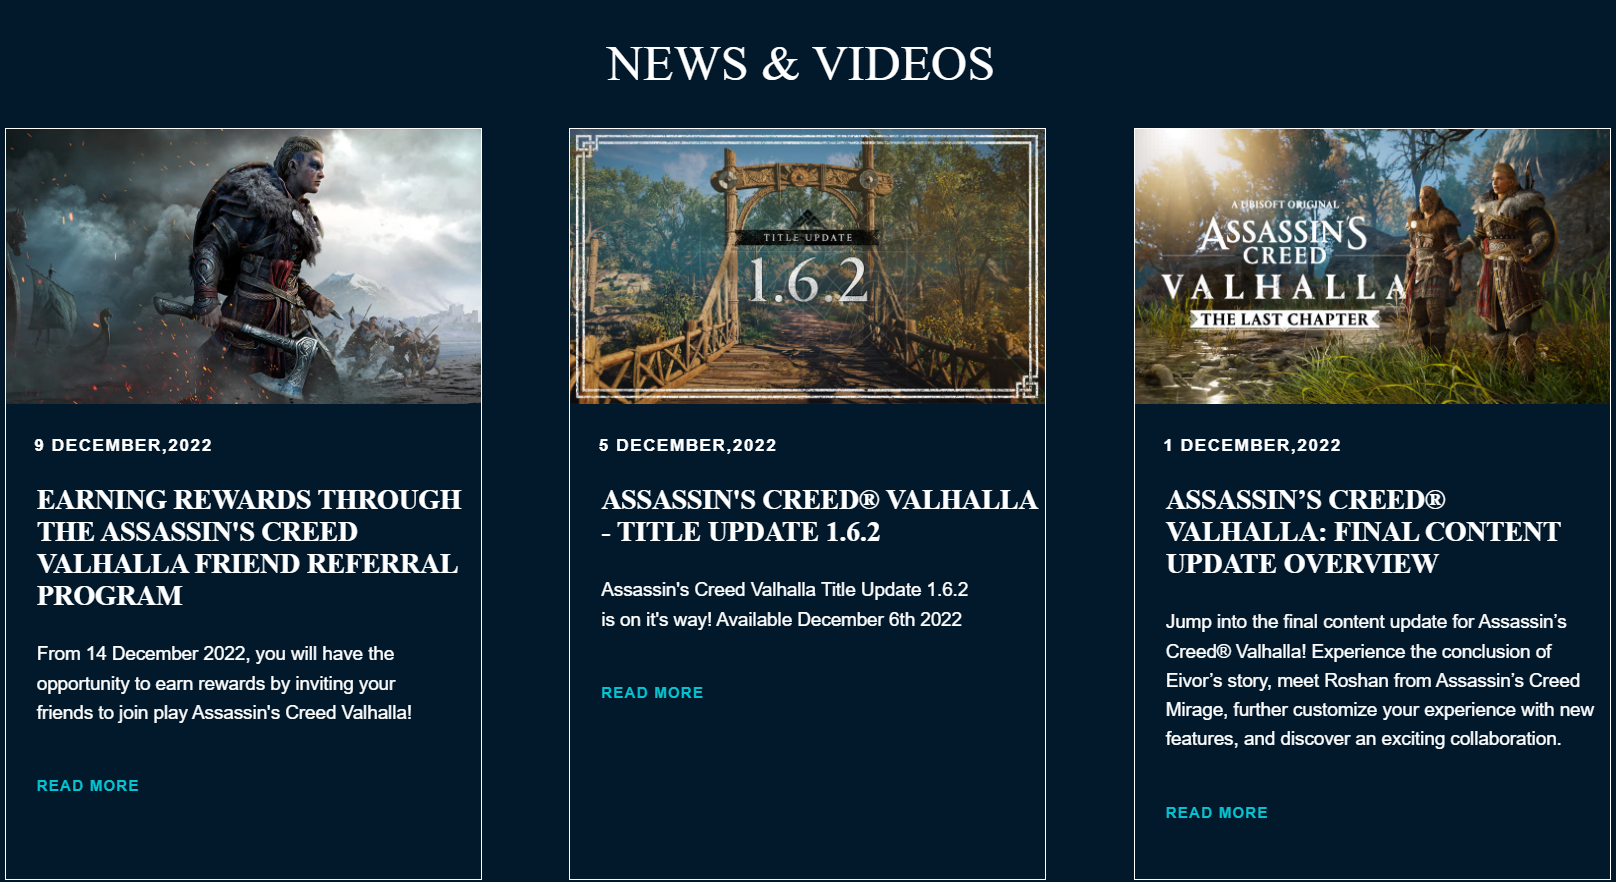 NEWS & VIDEOS
9 DECEMBER,2022
EARNING REWARDS THROUGH
THE ASSASSIN'S CREED
VALHALLA FRIEND REFERRAL
PROGRAM
From 14 December 2022, you will have the
opportunity to earn rewards by inviting your
friends to join play Assassin's Creed Valhalla!
READ MORE
TITLE UPDATE
1.6.2
5 DECEMBER,2022
ASSASSIN'S CREED® VALHALLA
- TITLE UPDATE 1.6.2
Assassin's Creed Valhalla Title Update 1.6.2
is on it's way! Available December 6th 2022
READ MORE
A UBISOFT ORIGINAL
ASSASSIN'S
CREED
VALHALLA
THE LAST CHAPTER
1 DECEMBER,2022
ASSASSIN’S CREED®
VALHALLA: FINAL CONTENT
UPDATE OVERVIEW
Jump into the final content update for Assassin’s
Creed® Valhalla! Experience the conclusion of
Eivor’s story, meet Roshan from Assassin’s Creed
Mirage, further customize your experience with new
features, and discover an exciting collaboration.
READ MORE